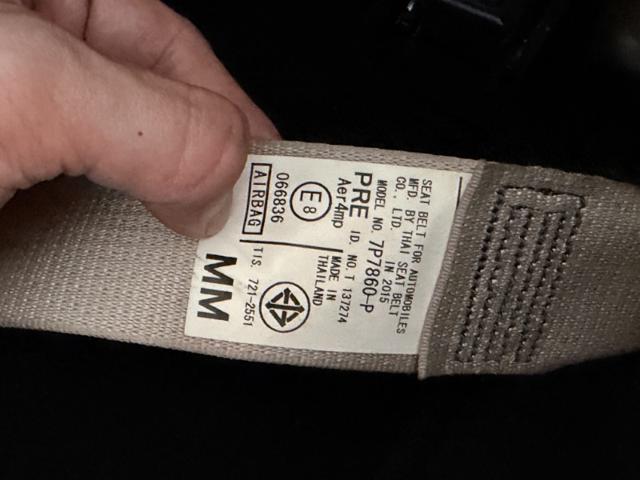 SEAT BELT FOR AUTOMOBILES
MFD. BY THAI SEAT BELT
CO., LTD. IN 2015
MODEL NO. 7P7860-P
PRE ID. NO.T 137274
Aer4mp
MADE IN
THAILAND
E8
066836
AIRBAG
TIS. 721-2551
MM